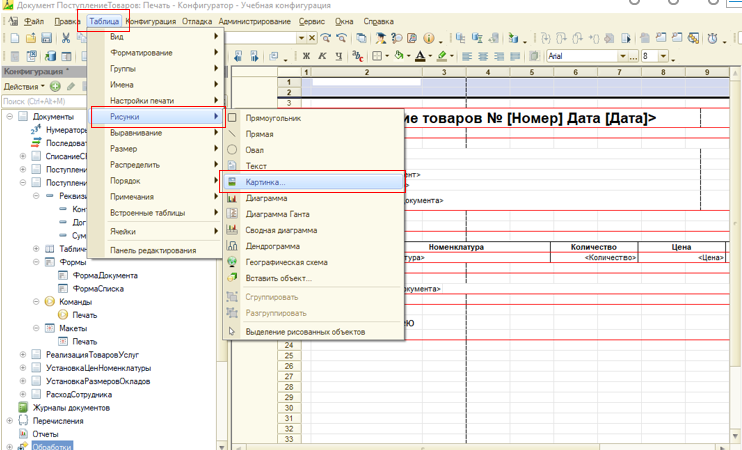 Документ ПоступлениеТоваров: Печать - Конфигуратор - Учебная конфигурация
Файл Правка Таблица Конфигурация Отладка Администрирование Сервис Окна Справка
Ж К Ч Arial 8
Конфигурация *
Действия
Поиск (Ctrl+Alt+M)
Документы
Нумераторы
Последоват
СписаниеС
Поступлени
Поступлени
Реквизи
Кон
Дог
Сум
Табличн
Формы
ФормаДокумента
ФормаСписка
Команды
Печать
Макеты
Печать
РеализацияТоваровУслуг
УстановкаЦенНоменклатуры
УстановкаРазмеровОкладов
РасходСотрудника
Журналы документов
Перечисления
Отчеты
Обработки
Вид
Форматирование
Группы
Имена
Настройки печати
Рисунки
Выравнивание
Размер
Распределить
Порядок
Примечания
Встроенные таблицы
Ячейки
Панель редактирования
Прямоугольник
Прямая
Овал
Текст
Картинка...
Диаграмма
Диаграмма Ганта
Сводная диаграмма
Дендрограмма
Географическая схема
Вставить объект...
Сгруппировать
Разгруппировать
Выделение рисованных объектов
1 2 3 4 5 6 7 8 9
1
2
3
ие товаров № [Номер] Дата [Дата]>
ент>
>
окумента>
Номенклатура Количество Цена
тура> <Количество> <Цена>
окумента>
ю
24
25
26
27
28
29
30
31
32
33